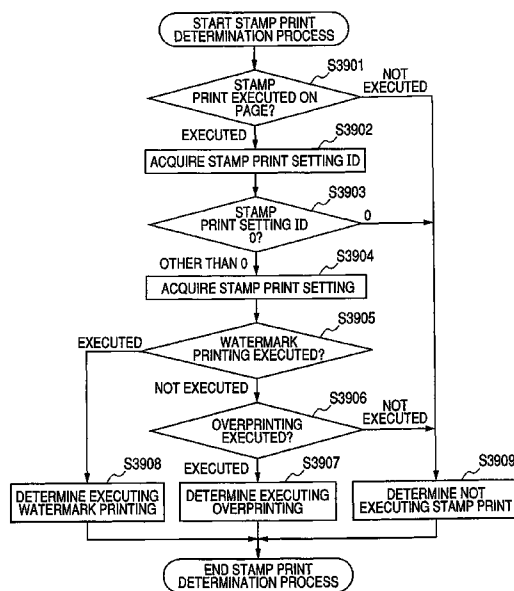 START STAMP PRINT
DETERMINATION PROCESS
S3901
STAMP
PRINT EXECUTED ON
PAGE?
NOT
EXECUTED
EXECUTED
S3902
ACQUIRE STAMP PRINT SETTING ID
S3903
STAMP
PRINT SETTING ID
0?
0
OTHER THAN 0
S3904
ACQUIRE STAMP PRINT SETTING
S3905
EXECUTED
WATERMARK
PRINTING EXECUTED?
NOT EXECUTED
S3906
OVERPRINTING
EXECUTED?
NOT
EXECUTED
EXECUTED
S3908
DETERMINE EXECUTING
WATERMARK PRINTING
S3907
DETERMINE EXECUTING
OVERPRINTING
S3909
DETERMINE NOT
EXECUTING STAMP PRINT
END STAMP PRINT
DETERMINATION PROCESS